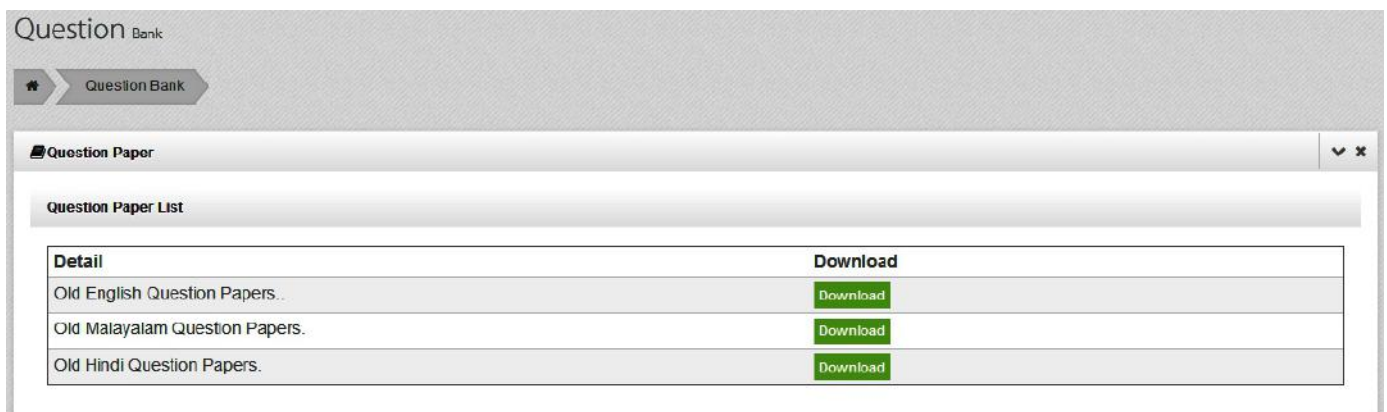 Question Bank
Question Bank
Question Paper
Question Paper List
Detail Download
Old English Question Papers.. Download
Old Malayalam Question Papers. Download
Old Hindi Question Papers. Download